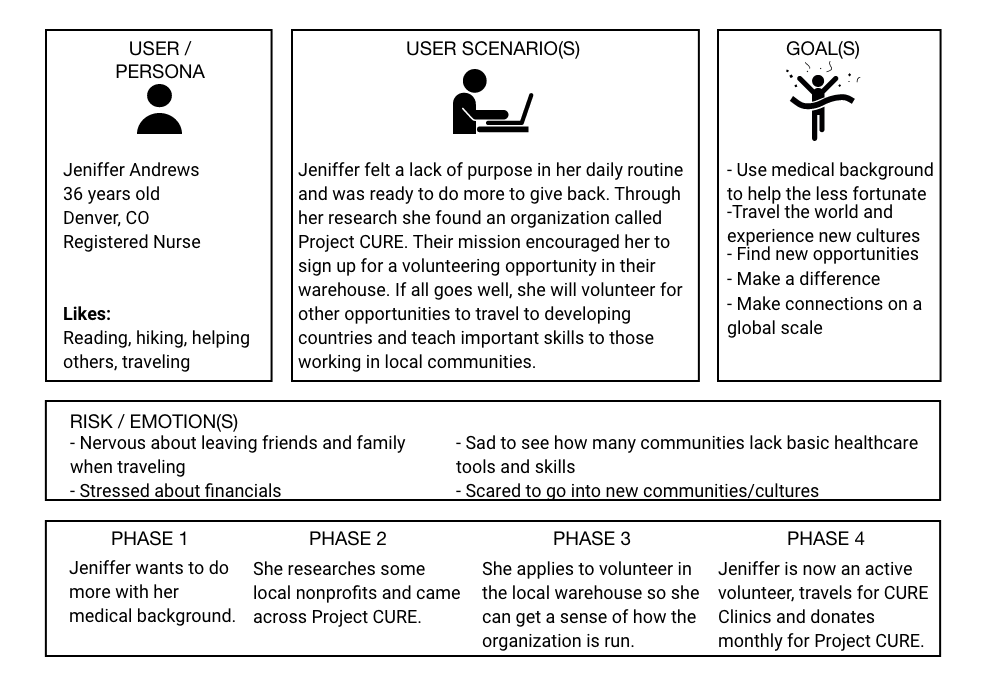 USER /
PERSONA
Jeniffer Andrews
36 years old
Denver, CO
Registered Nurse
Likes:
Reading, hiking, helping
others, traveling
USER SCENARIO(S)
Jeniffer felt a lack of purpose in her daily routine
and was ready to do more to give back. Through
her research she found an organization called
Project CURE. Their mission encouraged her to
sign up for a volunteering opportunity in their
warehouse. If all goes well, she will volunteer for
other opportunities to travel to developing
countries and teach important skills to those
working in local communities.
GOAL(S)
- Use medical background
to help the less fortunate
-Travel the world and
experience new cultures
- Find new opportunities
- Make a difference
- Make connections on a
global scale
RISK / EMOTION(S)
- Nervous about leaving friends and family
when traveling
- Stressed about financials
- Sad to see how many communities lack basic healthcare
tools and skills
- Scared to go into new communities/cultures
PHASE 1
Jeniffer wants to do
more with her
medical background.
PHASE 2
She researches some
local nonprofits and came
across Project CURE.
PHASE 3
She applies to volunteer in
the local warehouse so she
can get a sense of how the
organization is run.
PHASE 4
Jeniffer is now an active
volunteer, travels for CURE
Clinics and donates
monthly for Project CURE.